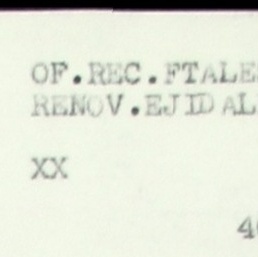 OF.REC.FTALE
RENOV.EJIDAL
XX
4